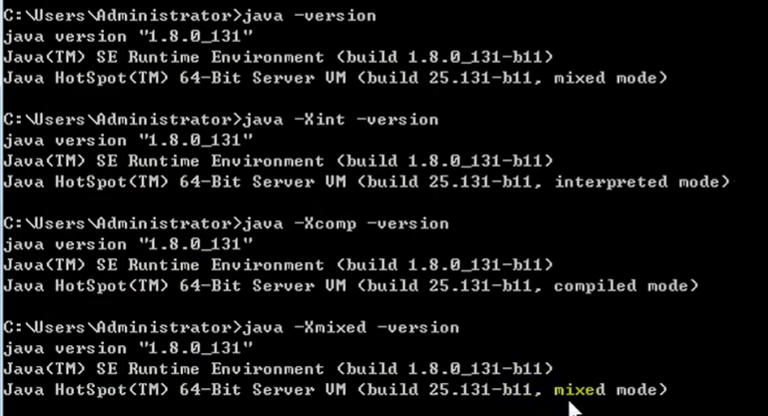 C:\Users\Administrator>java -version
java version "1.8.0_131"
Java(TM) SE Runtime Environment (build 1.8.0_131-b11)
Java HotSpot(TM) 64-Bit Server VM (build 25.131-b11, mixed mode)
C:\Users\Administrator>java -Xint -version
java version "1.8.0_131"
Java(TM) SE Runtime Environment (build 1.8.0_131-b11)
Java HotSpot(TM) 64-Bit Server VM (build 25.131-b11, interpreted mode)
C:\Users\Administrator>java -Xcomp -version
java version "1.8.0_131"
Java(TM) SE Runtime Environment (build 1.8.0_131-b11)
Java HotSpot(TM) 64-Bit Server VM (build 25.131-b11, compiled mode)
C:\Users\Administrator>java -Xmixed -version
java version "1.8.0_131"
Java(TM) SE Runtime Environment (build 1.8.0_131-b11)
Java HotSpot(TM) 64-Bit Server VM (build 25.131-b11, mixed mode)